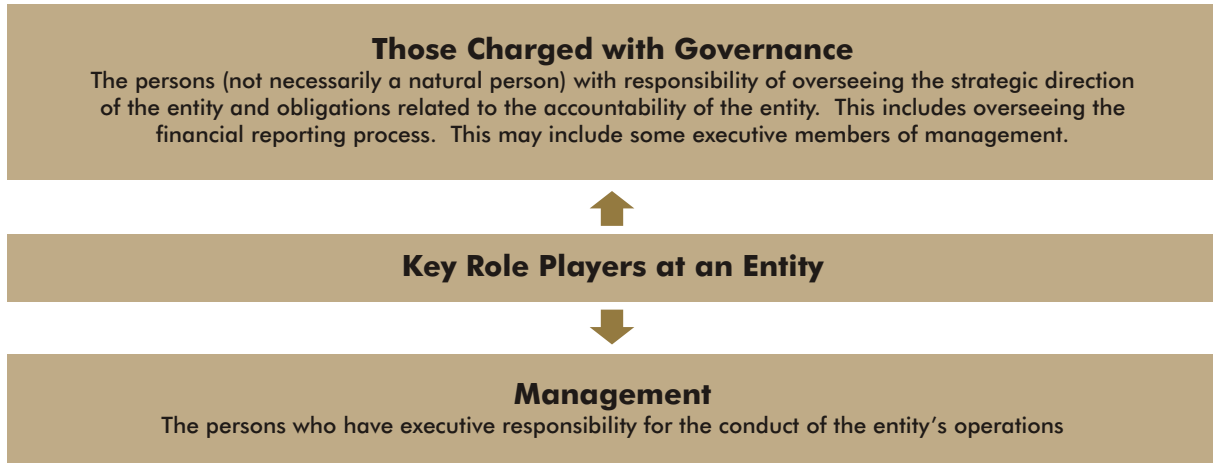 Those Charged with Governance
The persons (not necessarily a natural person) with responsibility of overseeing the strategic direction
of the entity and obligations related to the accountability of the entity.  This includes overseeing the
financial reporting process.  This may include some executive members of management.
Key Role Players at an Entity
Management
The persons who have executive responsibility for the conduct of the entity’s operations